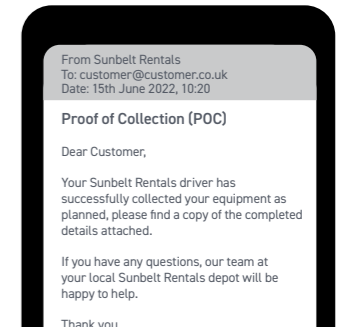 From Sunbelt Rentals
To: customer@customer.co.uk
Date: 15th June 2022, 10:20
Proof of Collection (POC)
Dear Customer,
Your Sunbelt Rentals driver has
successfully collected your equipment as
planned, please find a copy of the completed
details attached.
If you have any questions, our team at
your local Sunbelt Rentals depot will be
happy to help.
Thank you